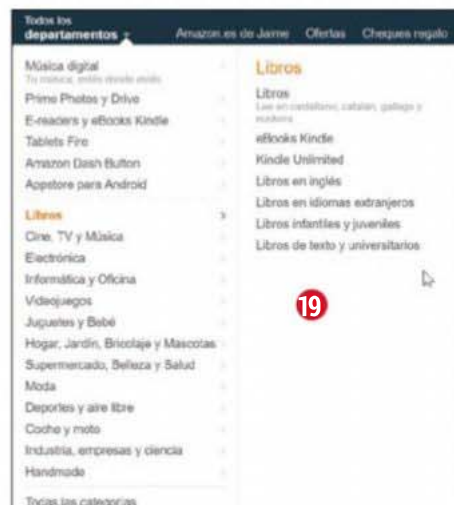 Todos los
departamentos
Amazon.es de Jaime Ofertas Cheques regalo
Música digital
Tu música, estés donde estés
Prime Photos y Drive
E-readers y eBooks Kindle
Tablets Fire
Amazon Dash Button
Appstore para Android
Libros
Cine, TV y Música
Electrónica
Informática y Oficina
Videojuegos
Juguetes y Bebé
Hogar, Jardín, Bricolaje y Mascotas
Supermercado, Belleza y Salud
Moda
Deportes y aire libre
Coche y moto
Industria, empresas y ciencia
Handmade
Todas las categorías
Libros
Libros
Lee en castellano, catalán, gallego y
euskera
eBooks Kindle
Kindle Unlimited
Libros en inglés
Libros en idiomas extranjeros
Libros infantiles y juveniles
Libros de texto y universitarios
19